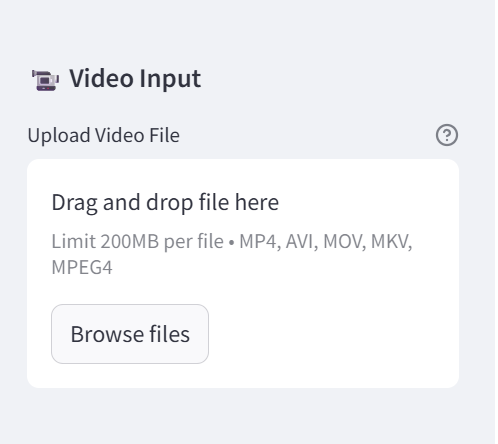 Video Input
Upload Video File
Drag and drop file here
Limit 200MB per file • MP4, AVI, MOV, MKV,
MPEG4
Browse files